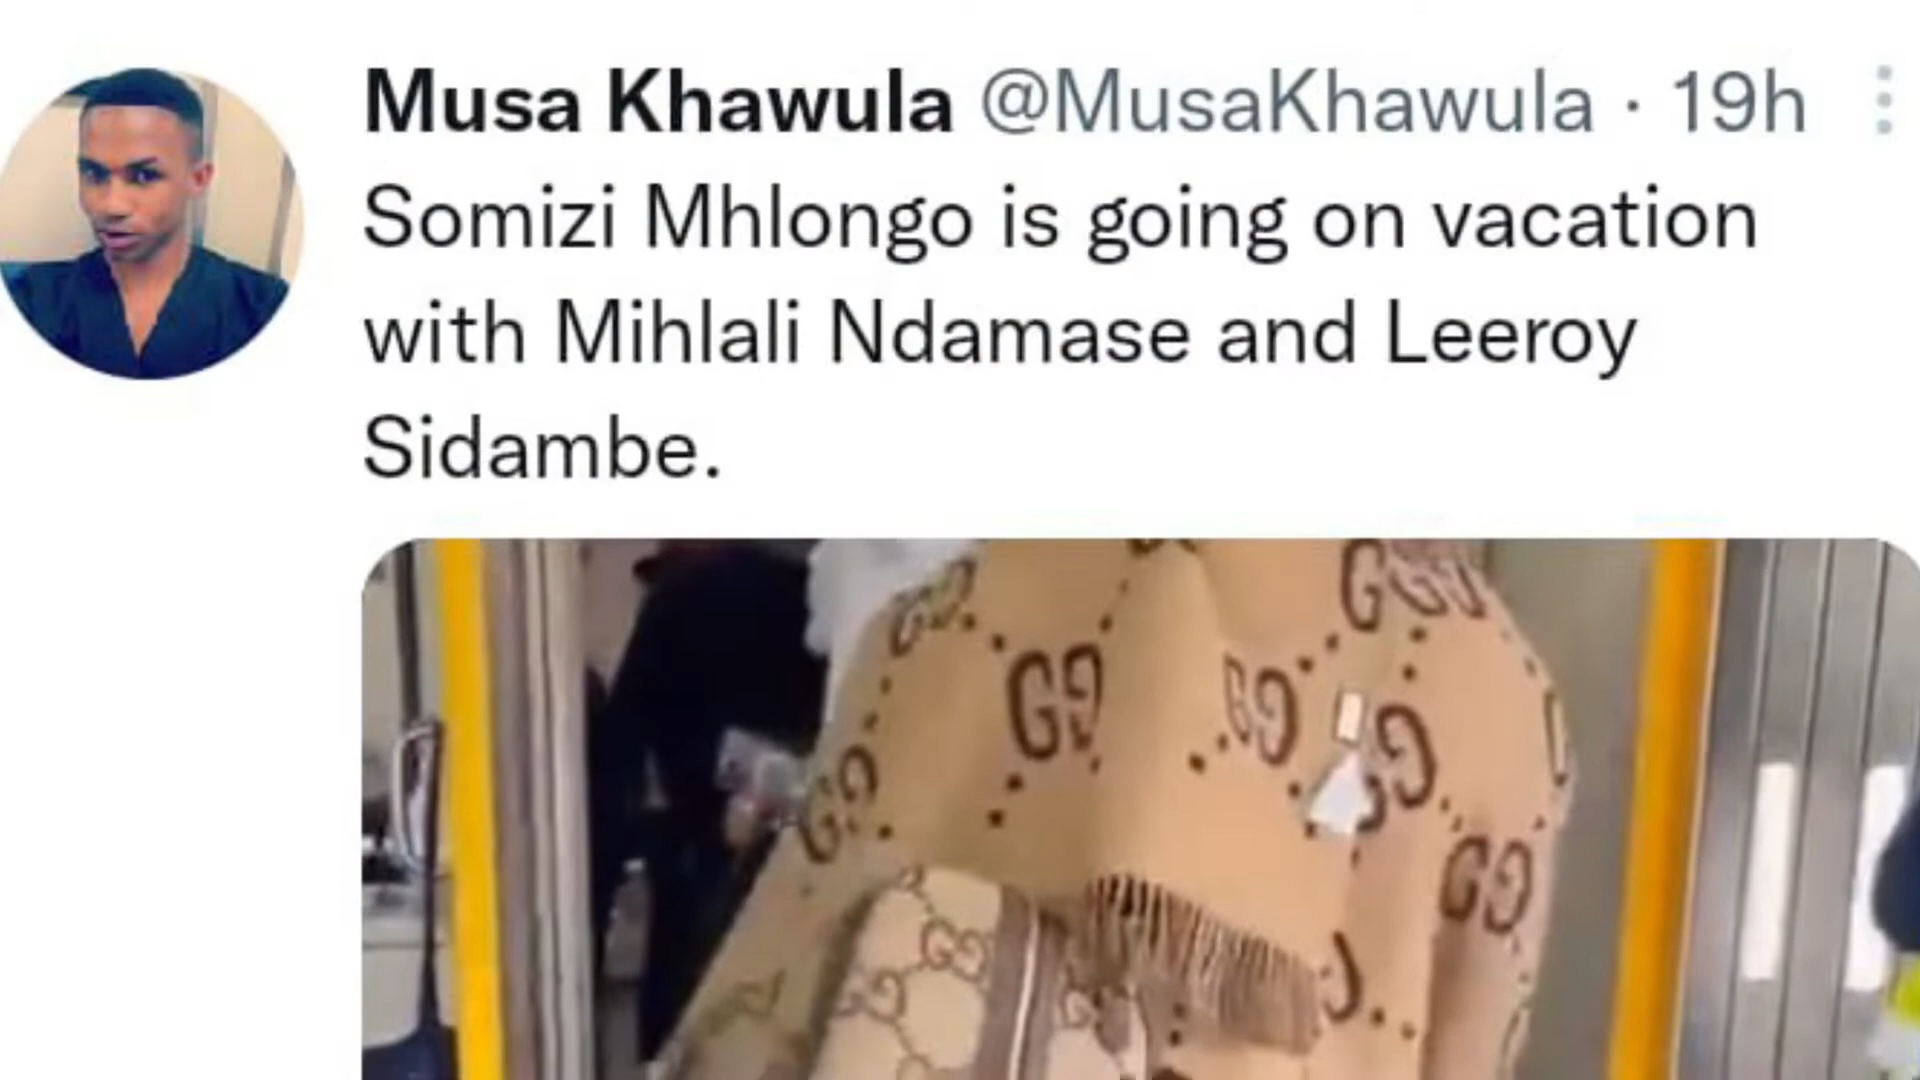 Musa Khawula @MusaKhawula · 19h
Somizi Mhlongo is going on vacation
with Mihlali Ndamase and Leeroy
Sidambe.